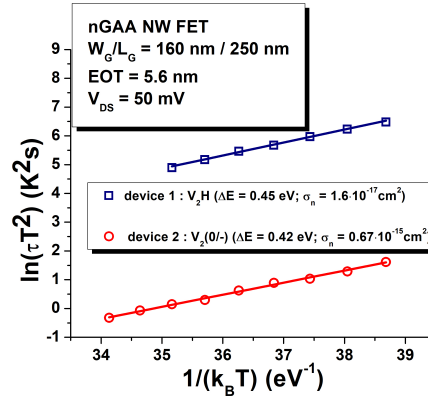 nGAA NW FET
W_G/L_G = 160 nm / 250 nm
EOT = 5.6 nm
V_DS = 50 mV
9
8
7
6
5
4
3
2
1
0
-1
ln(τT²) (K²s)
device 1 : V₂H (ΔE = 0.45 eV; σₙ = 1.6·10⁻¹⁷cm²)
device 2 : V₂(0/-) (ΔE = 0.42 eV; σₙ = 0.67·10⁻¹⁵cm²
34 35 36 37 38 39
1/(k_BT) (eV⁻¹)